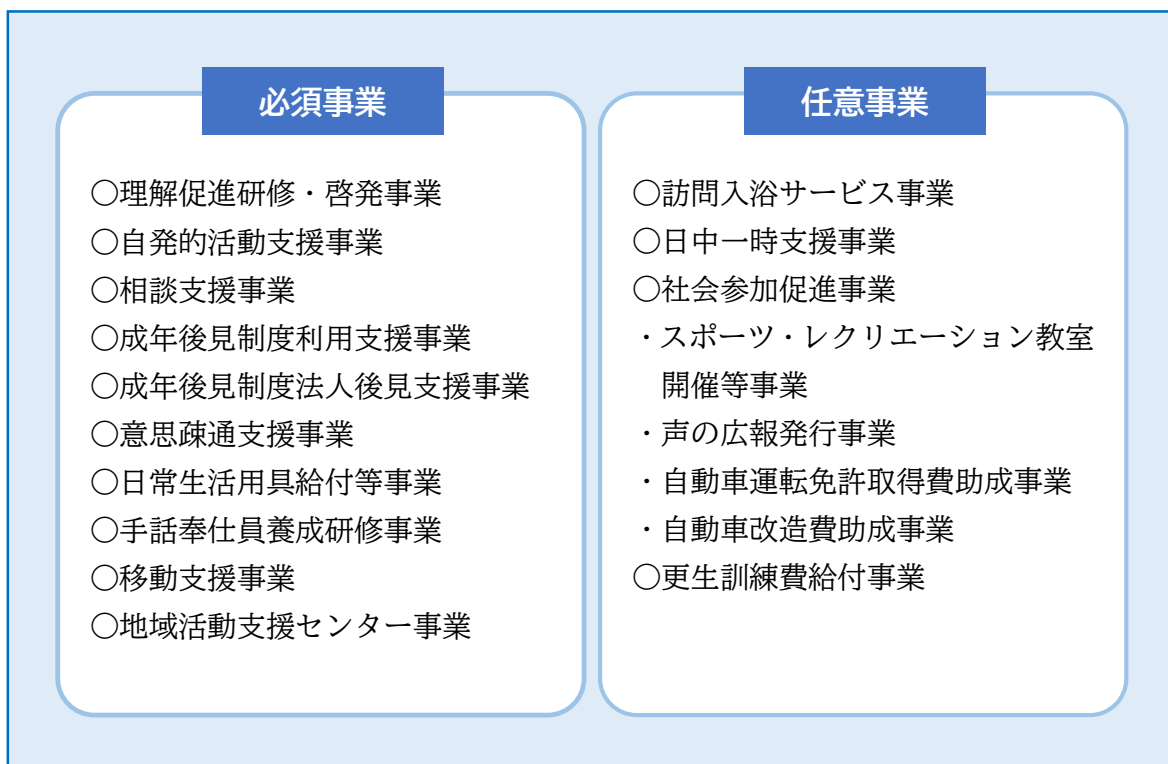 必須事業
○理解促進研修・啓発事業
○自発的活動支援事業
○相談支援事業
○成年後見制度利用支援事業
○成年後見制度法人後見支援事業
○意思疎通支援事業
○日常生活用具給付等事業
○手話奉仕員養成研修事業
○移動支援事業
○地域活動支援センター事業
任意事業
○訪問入浴サービス事業
○日中一時支援事業
○社会参加促進事業
・スポーツ・レクリエーション教室
開催等事業
・声の広報発行事業
・自動車運転免許取得費助成事業
・自動車改造費助成事業
○更生訓練費給付事業